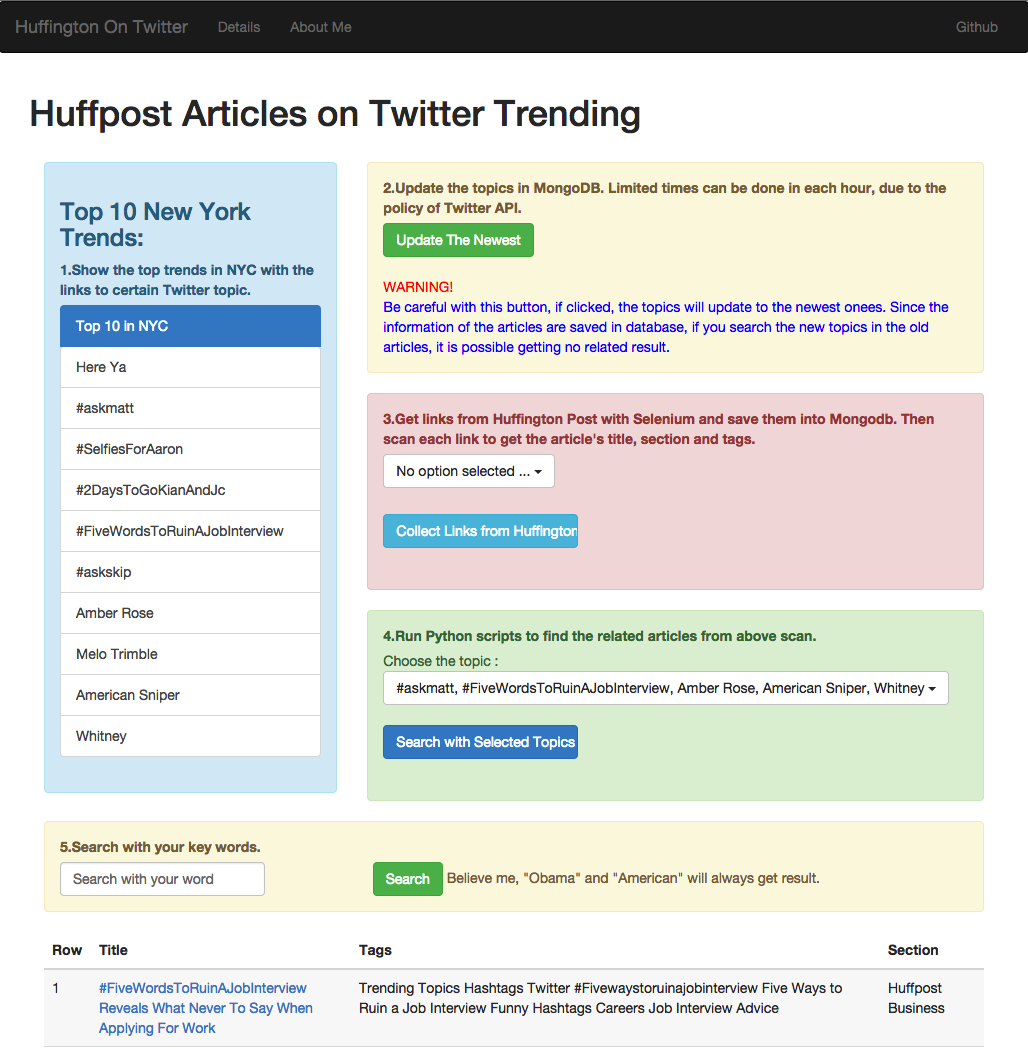 Huffington On Twitter Details About Me Github
Huffpost Articles on Twitter Trending
Top 10 New York
Trends:
1.Show the top trends in NYC with the
links to certain Twitter topic.
Top 10 in NYC
Here Ya
#askmatt
#SelfiesForAaron
#2DaysToGoKianAndJc
#FiveWordsToRuinAJobInterview
#askskip
Amber Rose
Melo Trimble
American Sniper
Whitney
2.Update the topics in MongoDB. Limited times can be done in each hour, due to the
policy of Twitter API.
Update The Newest
WARNING!
Be careful with this button, if clicked, the topics will update to the newest onees. Since the
information of the articles are saved in database, if you search the new topics in the old
articles, it is possible getting no related result.
3.Get links from Huffington Post with Selenium and save them into Mongodb. Then
scan each link to get the article's title, section and tags.
No option selected ...
Collect Links from Huffington
4.Run Python scripts to find the related articles from above scan.
Choose the topic :
#askmatt, #FiveWordsToRuinAJobInterview, Amber Rose, American Sniper, Whitney
Search with Selected Topics
5.Search with your key words.
Search with your word Search Believe me, "Obama" and "American" will always get result.
Row Title Tags Section
1 #FiveWordsToRuinAJobInterview Trending Topics Hashtags Twitter #Fivewaystoruinajobinterview Five Ways to Huffpost
Reveals What Never To Say When Ruin a Job Interview Funny Hashtags Careers Job Interview Advice Business
Applying For Work